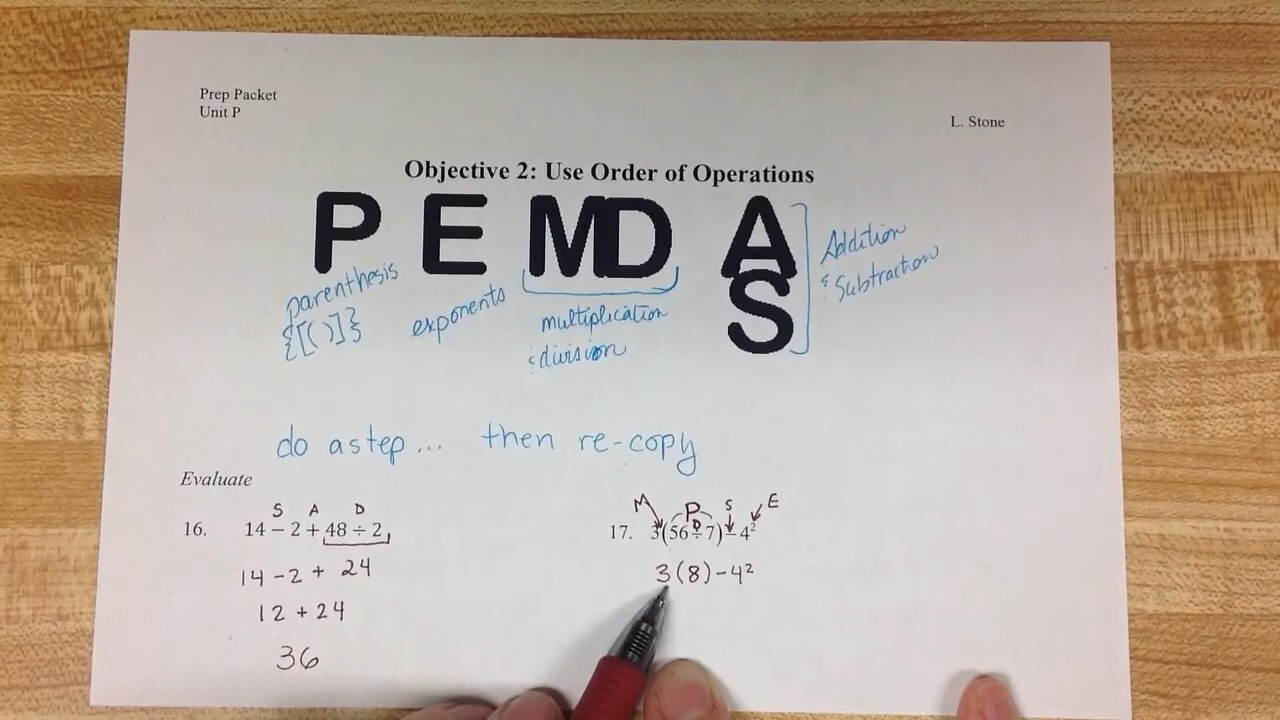 Prep Packet
Unit P
L. Stone
Objective 2: Use Order of Operations
P E MD A
S
parenthesis
{[()]}
exponents
multiplication
& division
Addition
& Subtraction
do a step... then re-copy
Evaluate
S A D
16. 14 − 2 + 48 ÷ 2
14 - 2 + 24
12 + 24
36
M P D S E
17. 3(56 ÷ 7) − 4²
3(8) - 4²